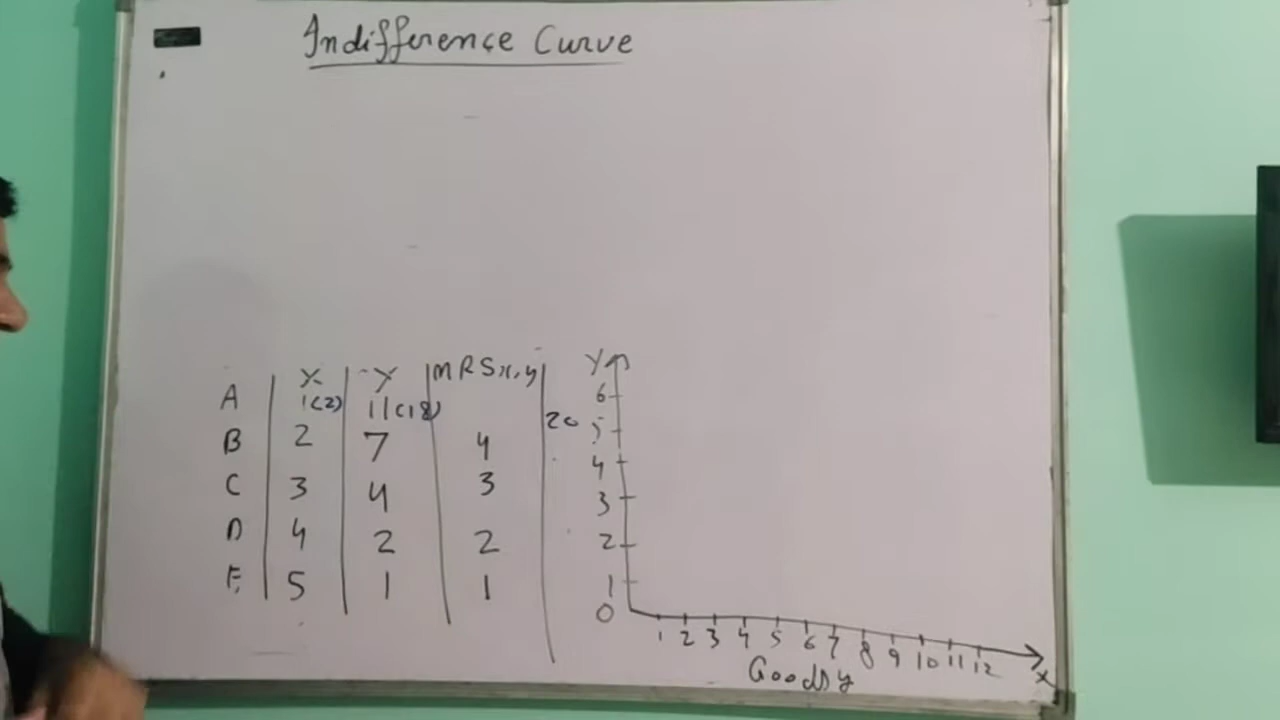 Indifference Curve
X Y MRSx,y
A 1(2) 11(18) 20
B 2 7 4
C 3 4 3
D 4 2 2
E 5 1 1
Y
6
5
4
3
2
1
0
1 2 3 4 5 6 7 8 9 10 11 12 X
Goodsy